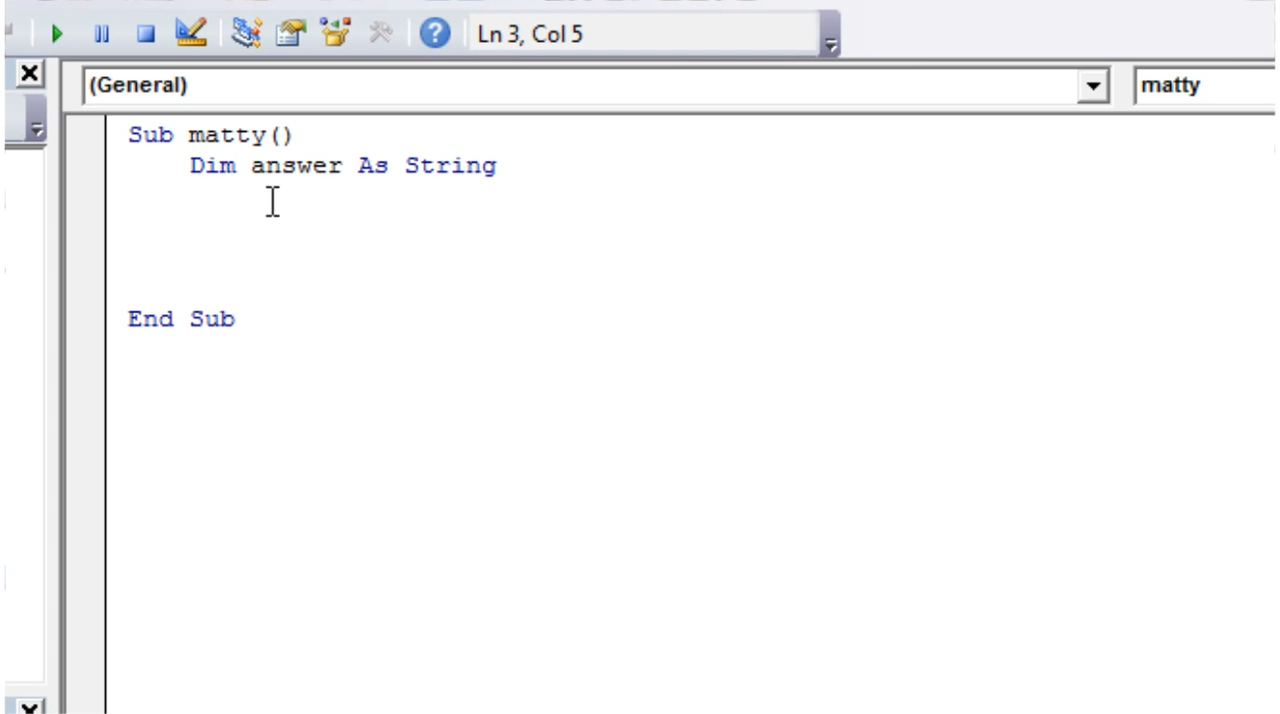 Ln 3, Col 5
(General)
matty
Sub matty()
Dim answer As String
End Sub